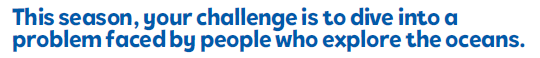 This season, your challenge is to dive into a
problem faced by people who explore the oceans.